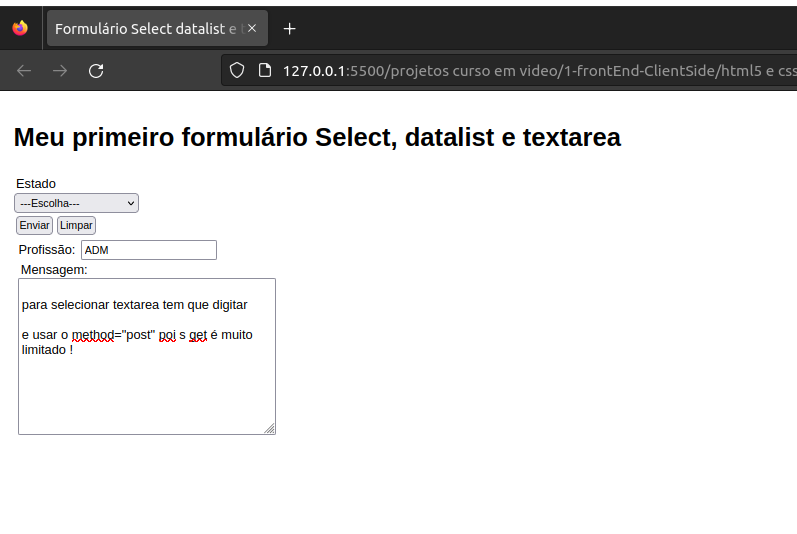 Formulário Select datalist e t
127.0.0.1:5500/projetos curso em video/1-frontEnd-ClientSide/html5 e css
Meu primeiro formulário Select, datalist e textarea
Estado
---Escolha---
Enviar Limpar
Profissão: ADM
Mensagem:
para selecionar textarea tem que digitar
e usar o method="post" poi s get é muito
limitado !